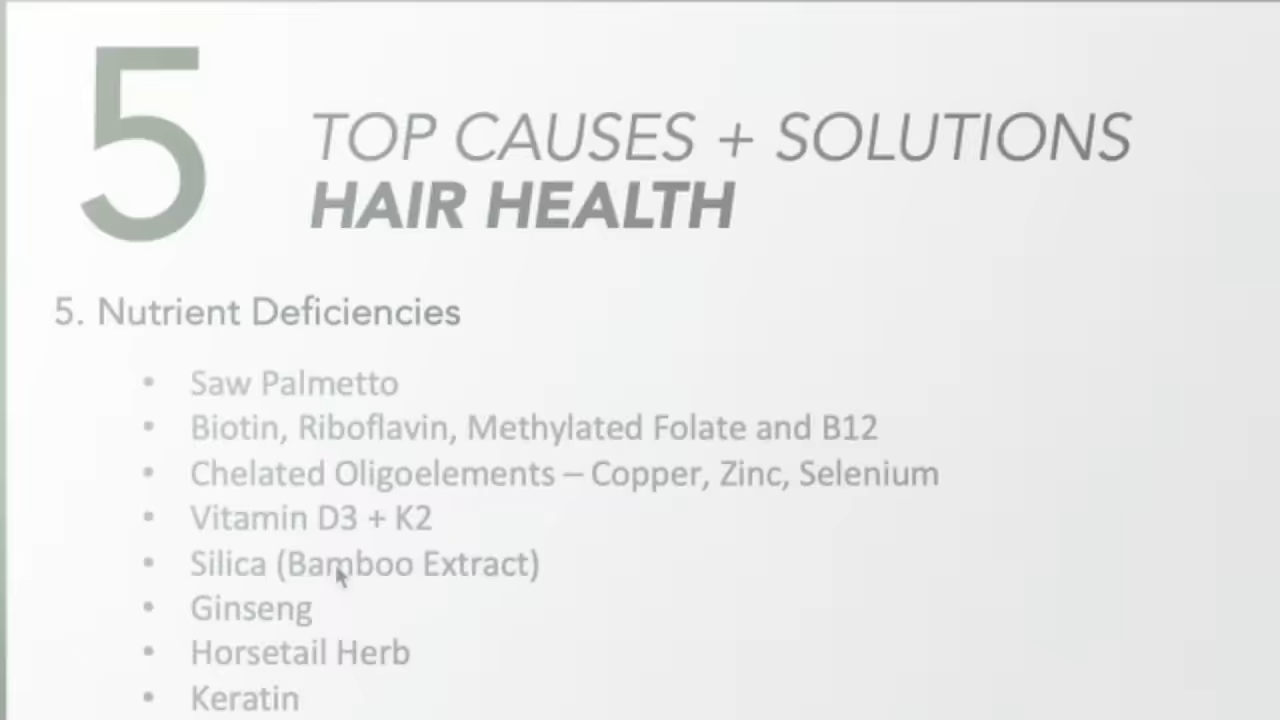 5
TOP CAUSES + SOLUTIONS
HAIR HEALTH
5. Nutrient Deficiencies
• Saw Palmetto
• Biotin, Riboflavin, Methylated Folate and B12
• Chelated Oligoelements – Copper, Zinc, Selenium
• Vitamin D3 + K2
• Silica (Bamboo Extract)
• Ginseng
• Horsetail Herb
• Keratin